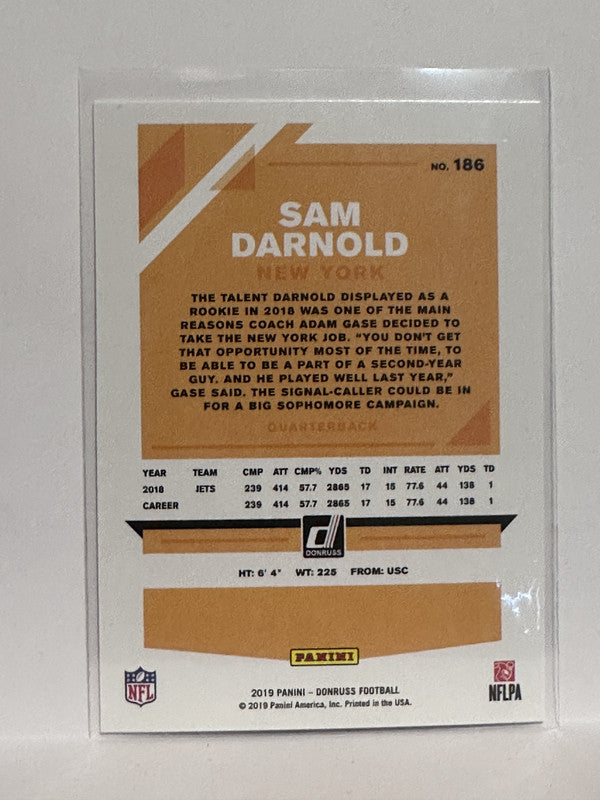 NO. 186
SAM
DARNOLD
NEW YORK
THE TALENT DARNOLD DISPLAYED AS A
ROOKIE IN 2018 WAS ONE OF THE MAIN
REASONS COACH ADAM GASE DECIDED TO
TAKE THE NEW YORK JOB. “YOU DON'T GET
THAT OPPORTUNITY MOST OF THE TIME, TO
BE ABLE TO BE A PART OF A SECOND-YEAR
GUY. AND HE PLAYED WELL LAST YEAR,”
GASE SAID. THE SIGNAL-CALLER COULD BE IN
FOR A BIG SOPHOMORE CAMPAIGN.
QUARTERBACK
YEAR TEAM CMP ATT CMP% YDS TD INT RATE ATT YDS TD
2018 JETS 239 414 57.7 2865 17 15 77.6 44 138 1
CAREER 239 414 57.7 2865 17 15 77.6 44 138 1
d
DONRUSS
HT: 6' 4" WT: 225 FROM: USC
PANINI
NFL
2019 PANINI – DONRUSS FOOTBALL
© 2019 Panini America, Inc. Printed in the USA.
NFLPA